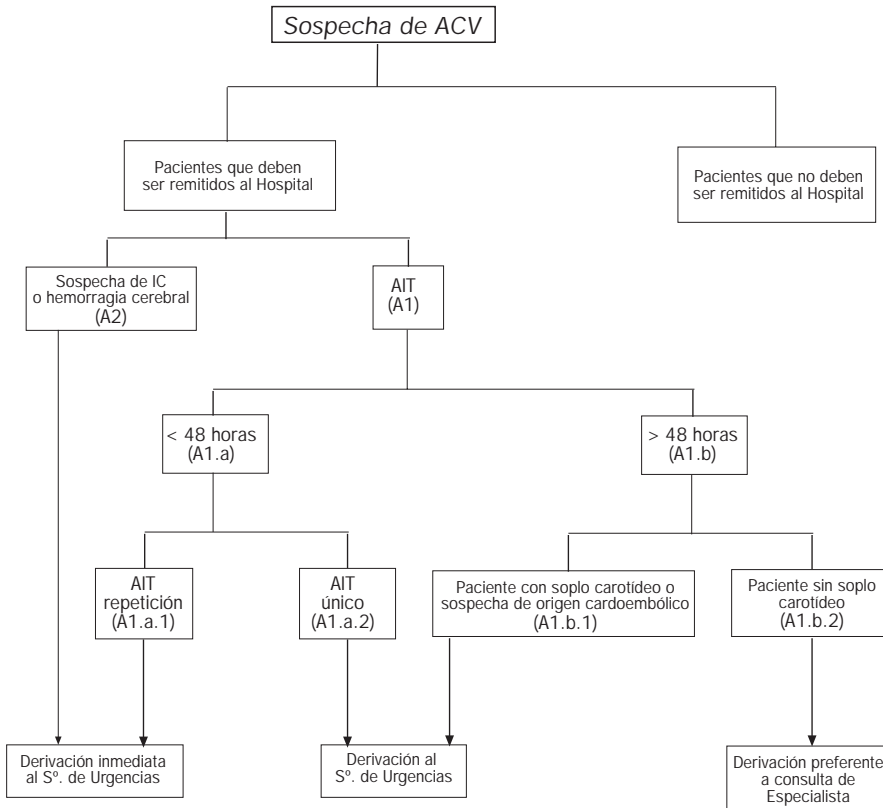 Sospecha de ACV
Pacientes que deben
ser remitidos al Hospital
Pacientes que no deben
ser remitidos al Hospital
Sospecha de IC
o hemorragia cerebral
(A2)
AIT
(A1)
< 48 horas
(A1.a)
> 48 horas
(A1.b)
AIT
repetición
(A1.a.1)
AIT
único
(A1.a.2)
Paciente con soplo carotídeo o
sospecha de origen cardoembólico
(A1.b.1)
Paciente sin soplo
carotídeo
(A1.b.2)
Derivación inmediata
al Sº. de Urgencias
Derivación al
Sº. de Urgencias
Derivación preferente
a consulta de
Especialista